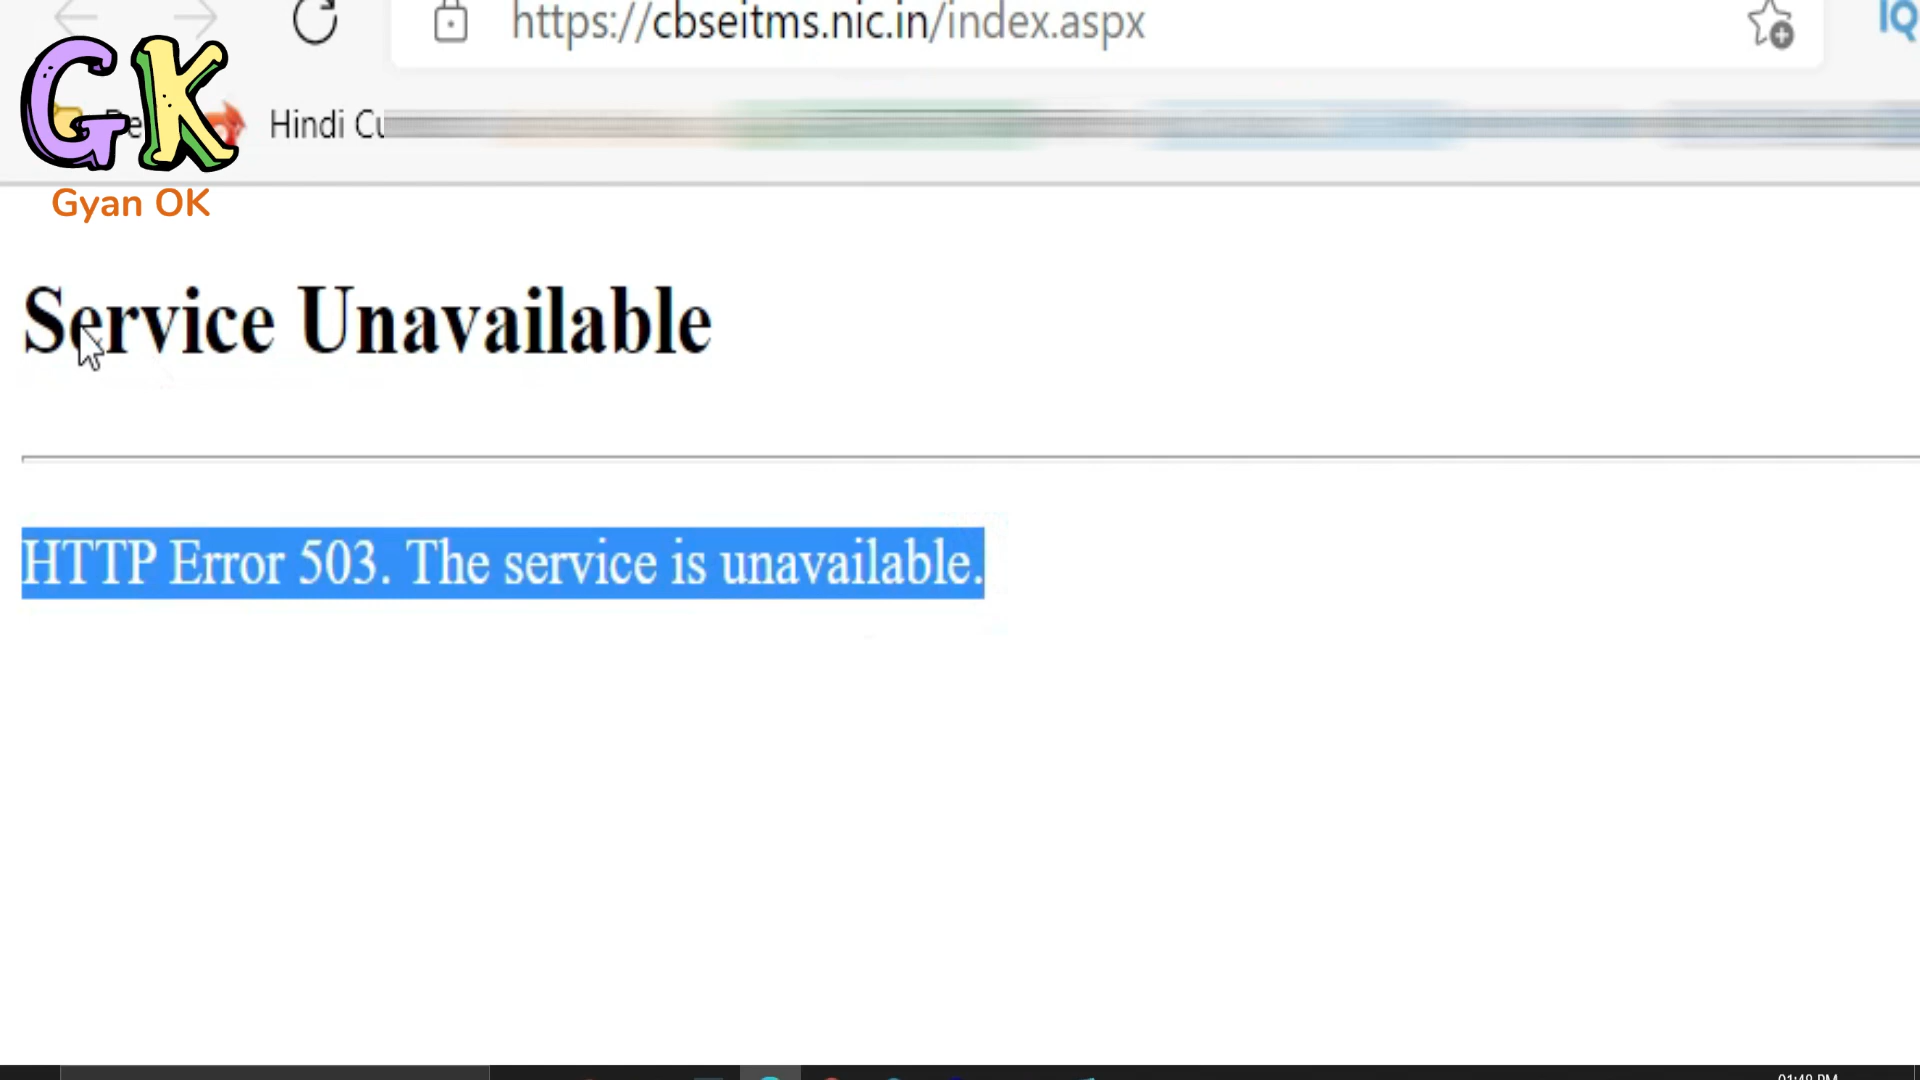 https://cbseitms.nic.in/index.aspx
IQ
GK
Hindi Cu
Gyan OK
Service Unavailable
HTTP Error 503. The service is unavailable.